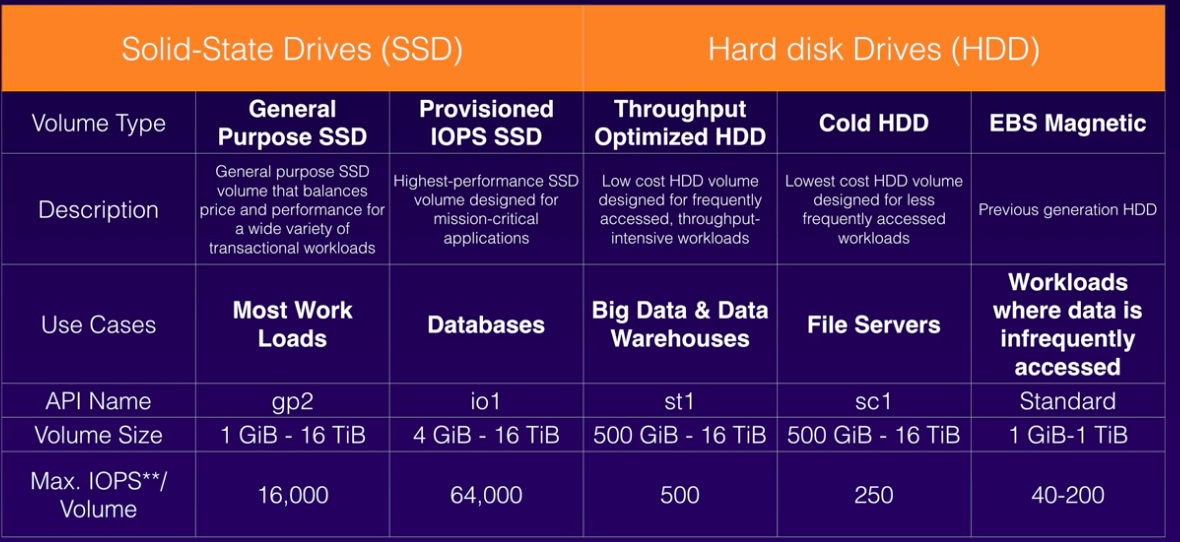 Solid-State Drives (SSD)
Hard disk Drives (HDD)
Volume Type
General
Purpose SSD
Provisioned
IOPS SSD
Throughput
Optimized HDD
Cold HDD
EBS Magnetic
Description
General purpose SSD
volume that balances
price and performance for
a wide variety of
transactional workloads
Highest-performance SSD
volume designed for
mission-critical
applications
Low cost HDD volume
designed for frequently
accessed, throughput-
intensive workloads
Lowest cost HDD volume
designed for less
frequently accessed
workloads
Previous generation HDD
Use Cases
Most Work
Loads
Databases
Big Data & Data
Warehouses
File Servers
Workloads
where data is
infrequently
accessed
API Name
gp2
io1
st1
sc1
Standard
Volume Size
1 GiB - 16 TiB
4 GiB - 16 TiB
500 GiB - 16 TiB
500 GiB - 16 TiB
1 GiB-1 TiB
Max. IOPS**/
Volume
16,000
64,000
500
250
40-200